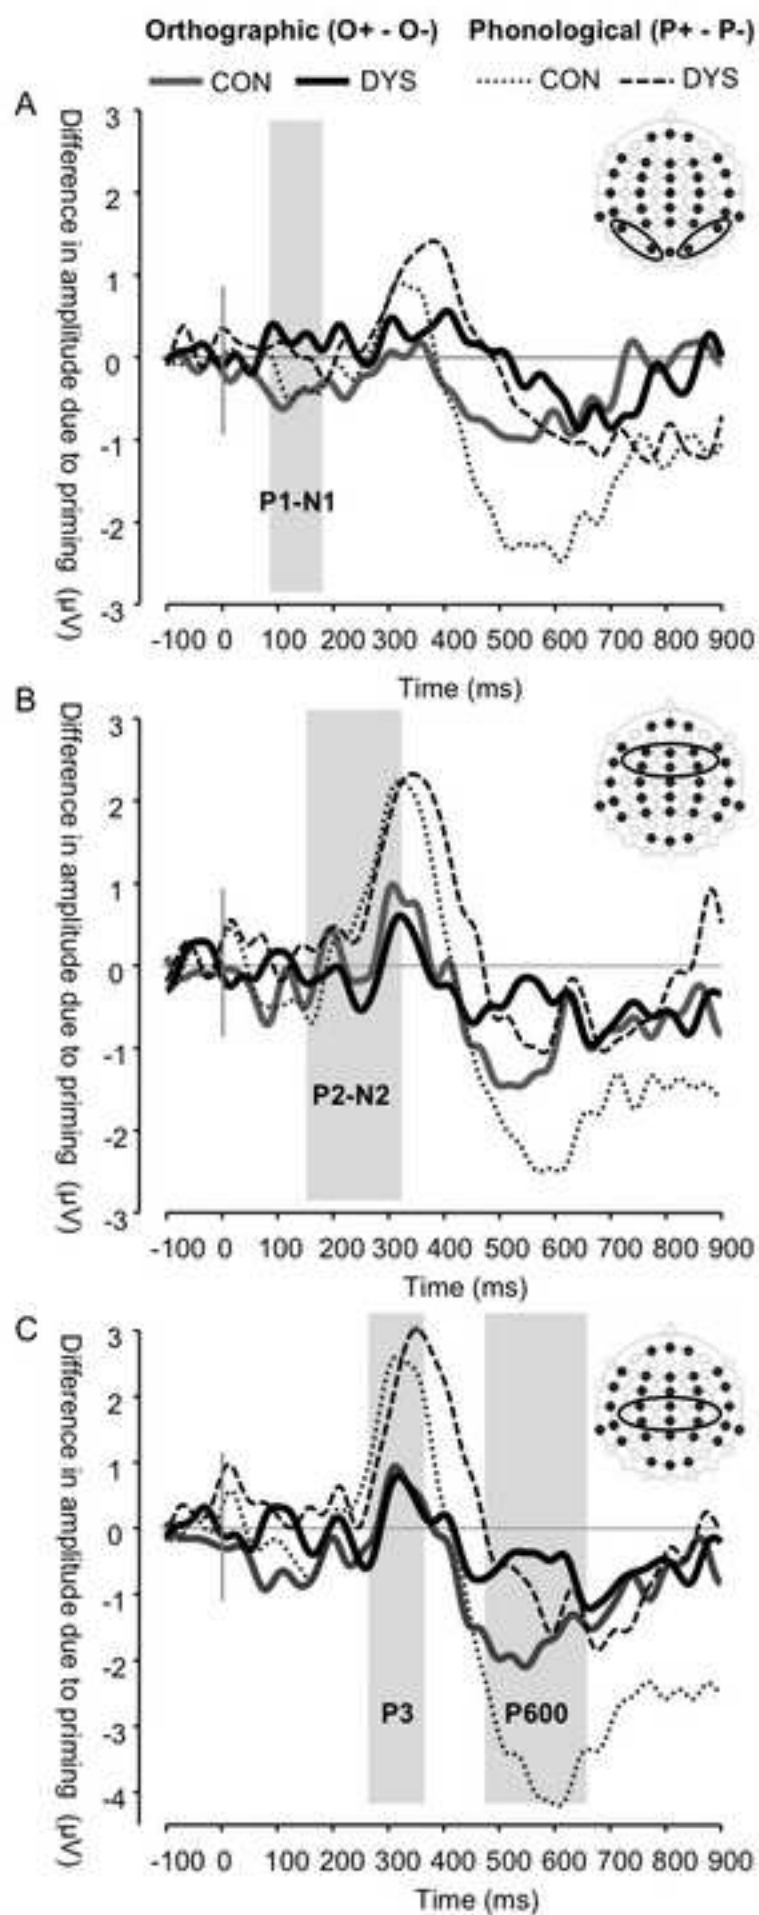 Orthographic (O+ - O-) Phonological (P+ - P-)
CON DYS CON DYS
A
Difference in amplitude due to priming (µV)
3
2
1
0
-1
-2
-3
P1-N1
-100 0 100 200 300 400 500 600 700 800 900
Time (ms)
B
Difference in amplitude due to priming (µV)
3
2
1
0
-1
-2
-3
P2-N2
-100 0 100 200 300 400 500 600 700 800 900
Time (ms)
C
Difference in amplitude due to priming (µV)
3
2
1
0
-1
-2
-3
-4
P3 P600
-100 0 100 200 300 400 500 600 700 800 900
Time (ms)